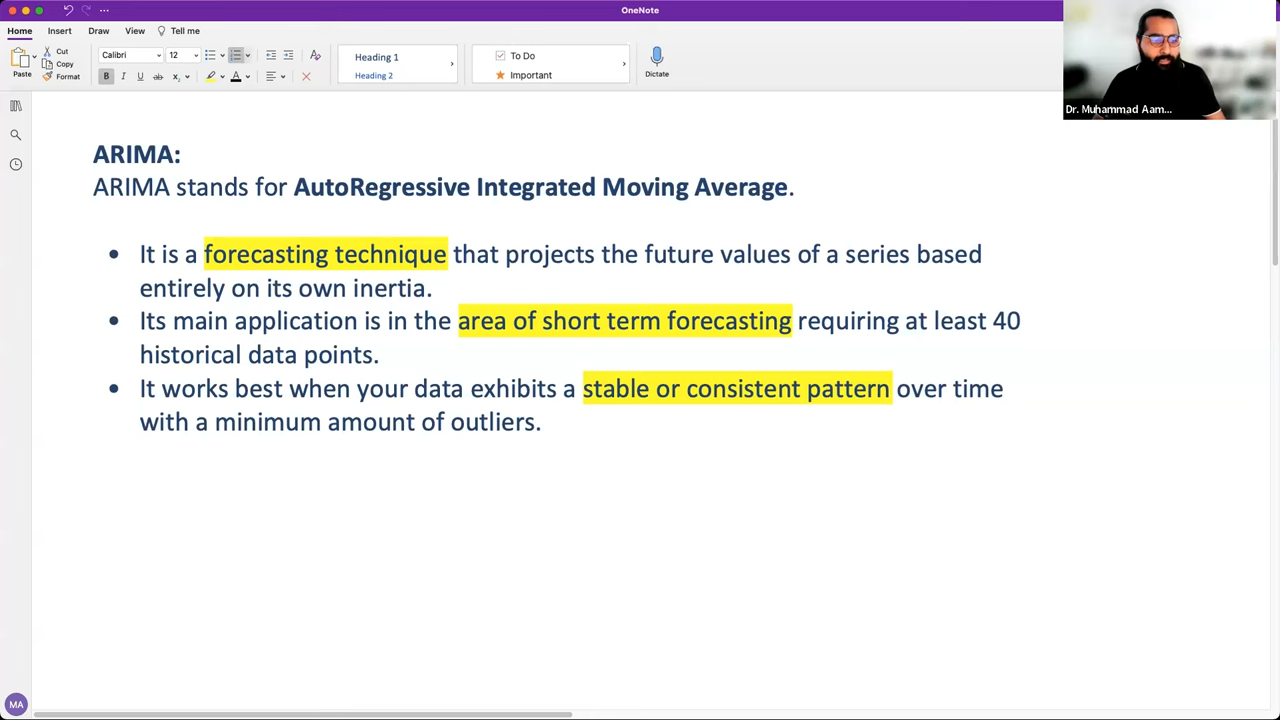 OneNote
Home Insert Draw View Tell me
Paste
Cut
Copy
Format
Calibri 12
B I U ab x A
Heading 1
Heading 2
To Do
Important
Dictate
Dr. Muhammad Aam...
ARIMA:
ARIMA stands for AutoRegressive Integrated Moving Average.
• It is a forecasting technique that projects the future values of a series based
entirely on its own inertia.
• Its main application is in the area of short term forecasting requiring at least 40
historical data points.
• It works best when your data exhibits a stable or consistent pattern over time
with a minimum amount of outliers.
MA